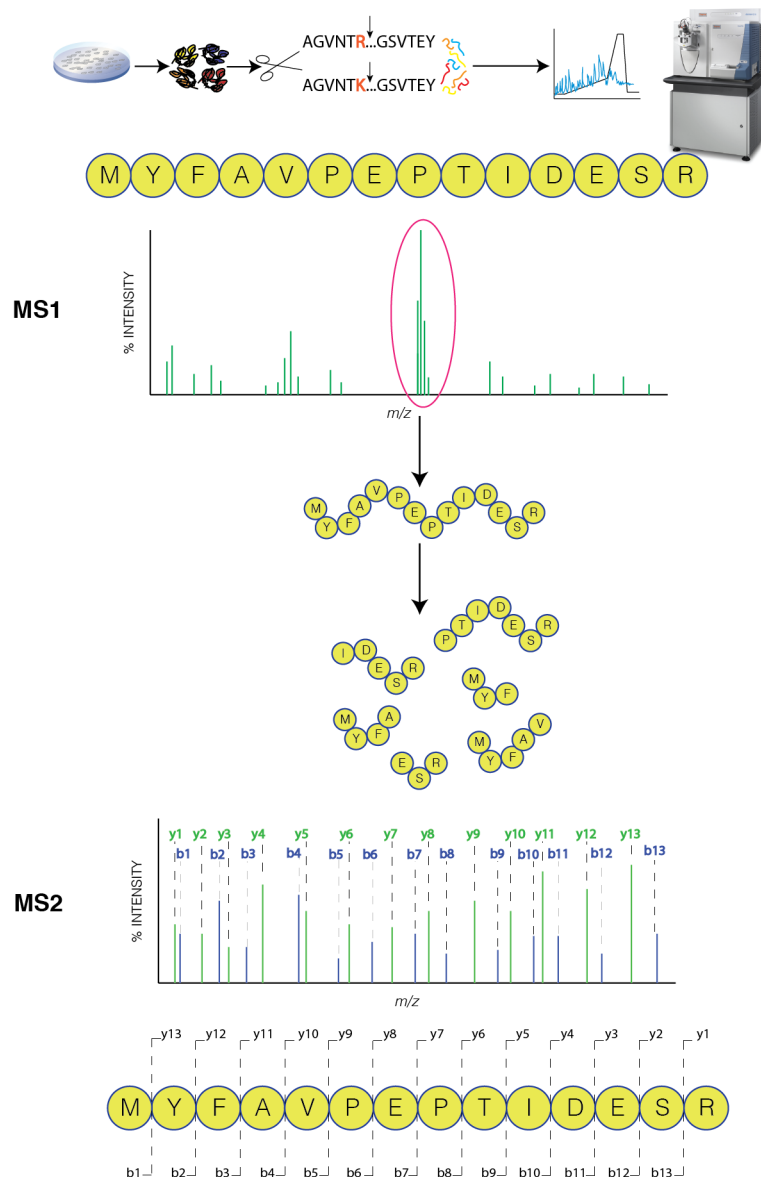 AGVNTR...GSVTEY
AGVNTK...GSVTEY
M Y F A V P E P T I D E S R
MS1
% INTENSITY
m/z
M Y F A V P E P T I D E S R
P T I D E S R
I D E S R
M Y F
M Y F A
M Y F A V
E S R
MS2
% INTENSITY
y1 y2 y3 y4 y5 y6 y7 y8 y9 y10 y11 y12 y13
b1 b2 b3 b4 b5 b6 b7 b8 b9 b10 b11 b12 b13
m/z
y13 y12 y11 y10 y9 y8 y7 y6 y5 y4 y3 y2 y1
M Y F A V P E P T I D E S R
b1 b2 b3 b4 b5 b6 b7 b8 b9 b10 b11 b12 b13